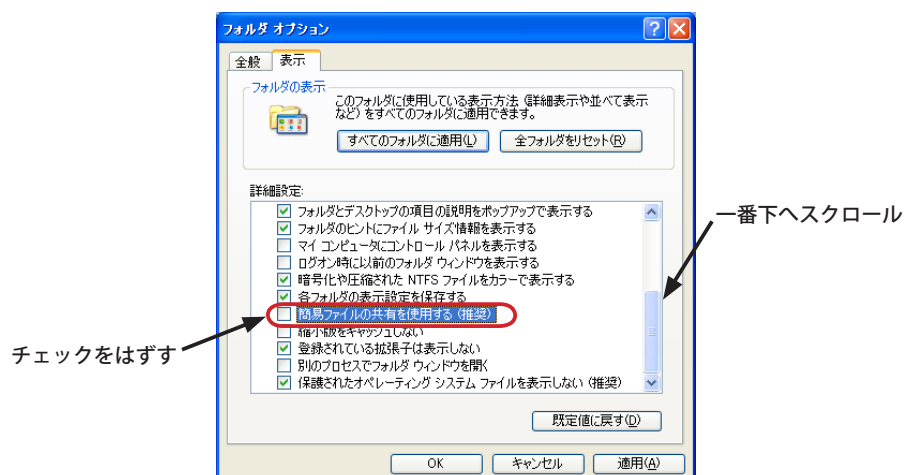 フォルダ オプション
全般 表示
フォルダの表示
このフォルダに使用している表示方法 (詳細表示や並べて表示
など) をすべてのフォルダに適用できます。
すべてのフォルダに適用(L) 全フォルダをリセット(R)
詳細設定:
フォルダとデスクトップの項目の説明をポップアップで表示する
フォルダのヒントにファイル サイズ情報を表示する
マイ コンピュータにコントロール パネルを表示する
ログオン時に以前のフォルダ ウィンドウを表示する
暗号化や圧縮された NTFS ファイルをカラーで表示する
各フォルダの表示設定を保存する
簡易ファイルの共有を使用する (推奨)
縮小版をキャッシュしない
登録されている拡張子は表示しない
別のプロセスでフォルダ ウィンドウを開く
保護されたオペレーティング システム ファイルを表示しない (推奨)
一番下へスクロール
チェックをはずす
既定値に戻す(D)
OK キャンセル 適用(A)